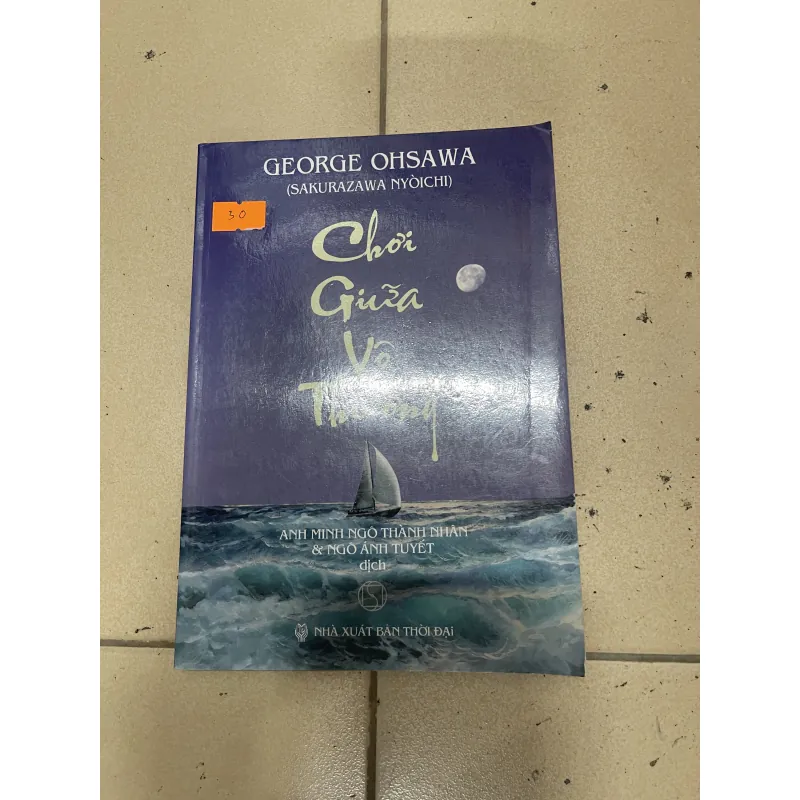 GEORGE OHSAWA
(SAKURAZAWA NYÒICHI)
30
Chơi
Giữa
Vô
Thường
ANH MINH NGÔ THÀNH NHÂN
& NGÔ ÁNH TUYẾT
dịch
NHÀ XUẤT BẢN THỜI ĐẠI